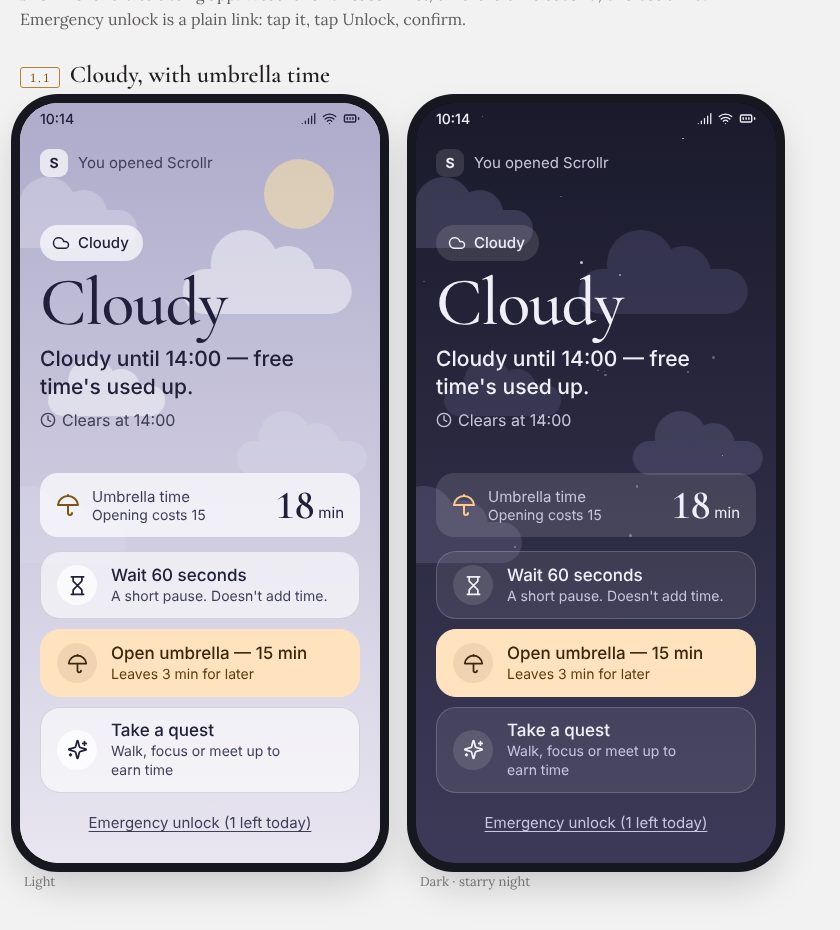 Emergency unlock is a plain link: tap it, tap Unlock, confirm.
1.1 Cloudy, with umbrella time
10:14
S You opened Scrollr
Cloudy
Cloudy
Cloudy until 14:00 — free
time's used up.
Clears at 14:00
Umbrella time
Opening costs 15
18 min
Wait 60 seconds
A short pause. Doesn't add time.
Open umbrella — 15 min
Leaves 3 min for later
Take a quest
Walk, focus or meet up to
earn time
Emergency unlock (1 left today)
Light
10:14
S You opened Scrollr
Cloudy
Cloudy
Cloudy until 14:00 — free
time's used up.
Clears at 14:00
Umbrella time
Opening costs 15
18 min
Wait 60 seconds
A short pause. Doesn't add time.
Open umbrella — 15 min
Leaves 3 min for later
Take a quest
Walk, focus or meet up to
earn time
Emergency unlock (1 left today)
Dark · starry night